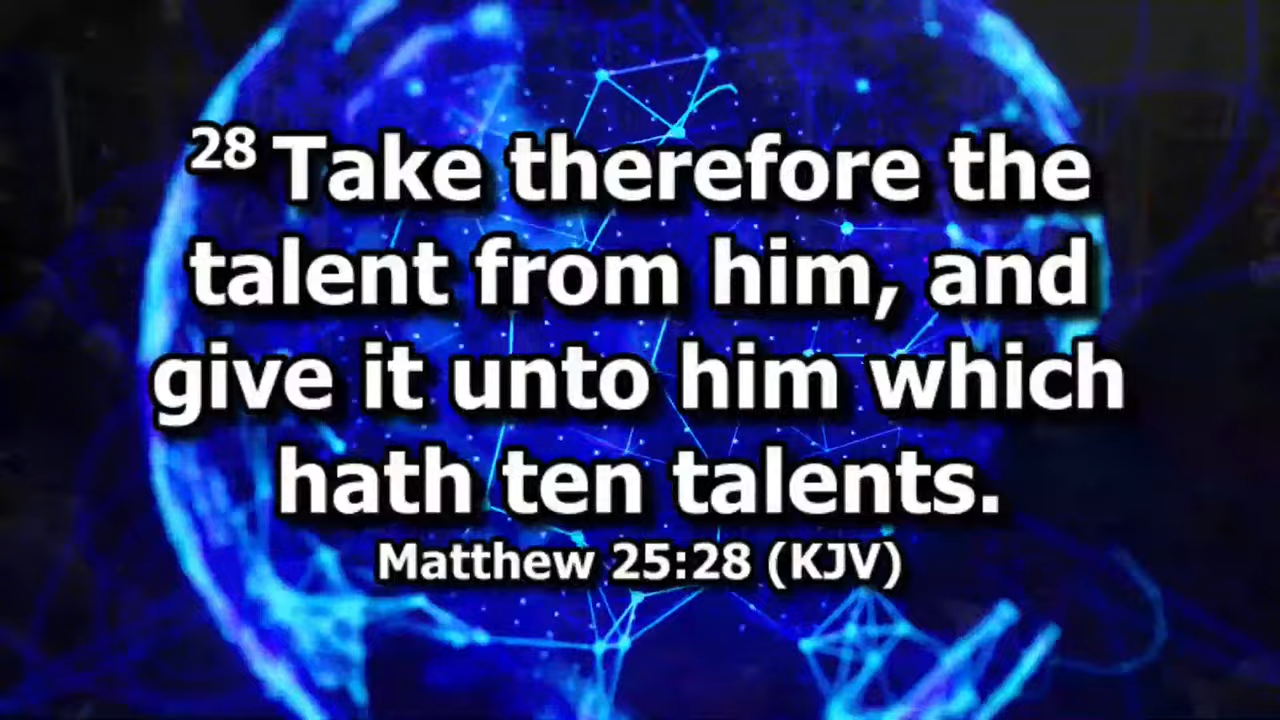 28 Take therefore the
talent from him, and
give it unto him which
hath ten talents.
Matthew 25:28 (KJV)